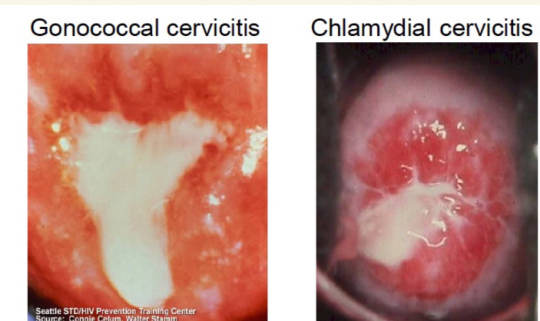 Gonococcal cervicitis
Chlamydial cervicitis
Seattle STD/HIV Prevention Training Center
Source: Connie Celum, Walter Stamm